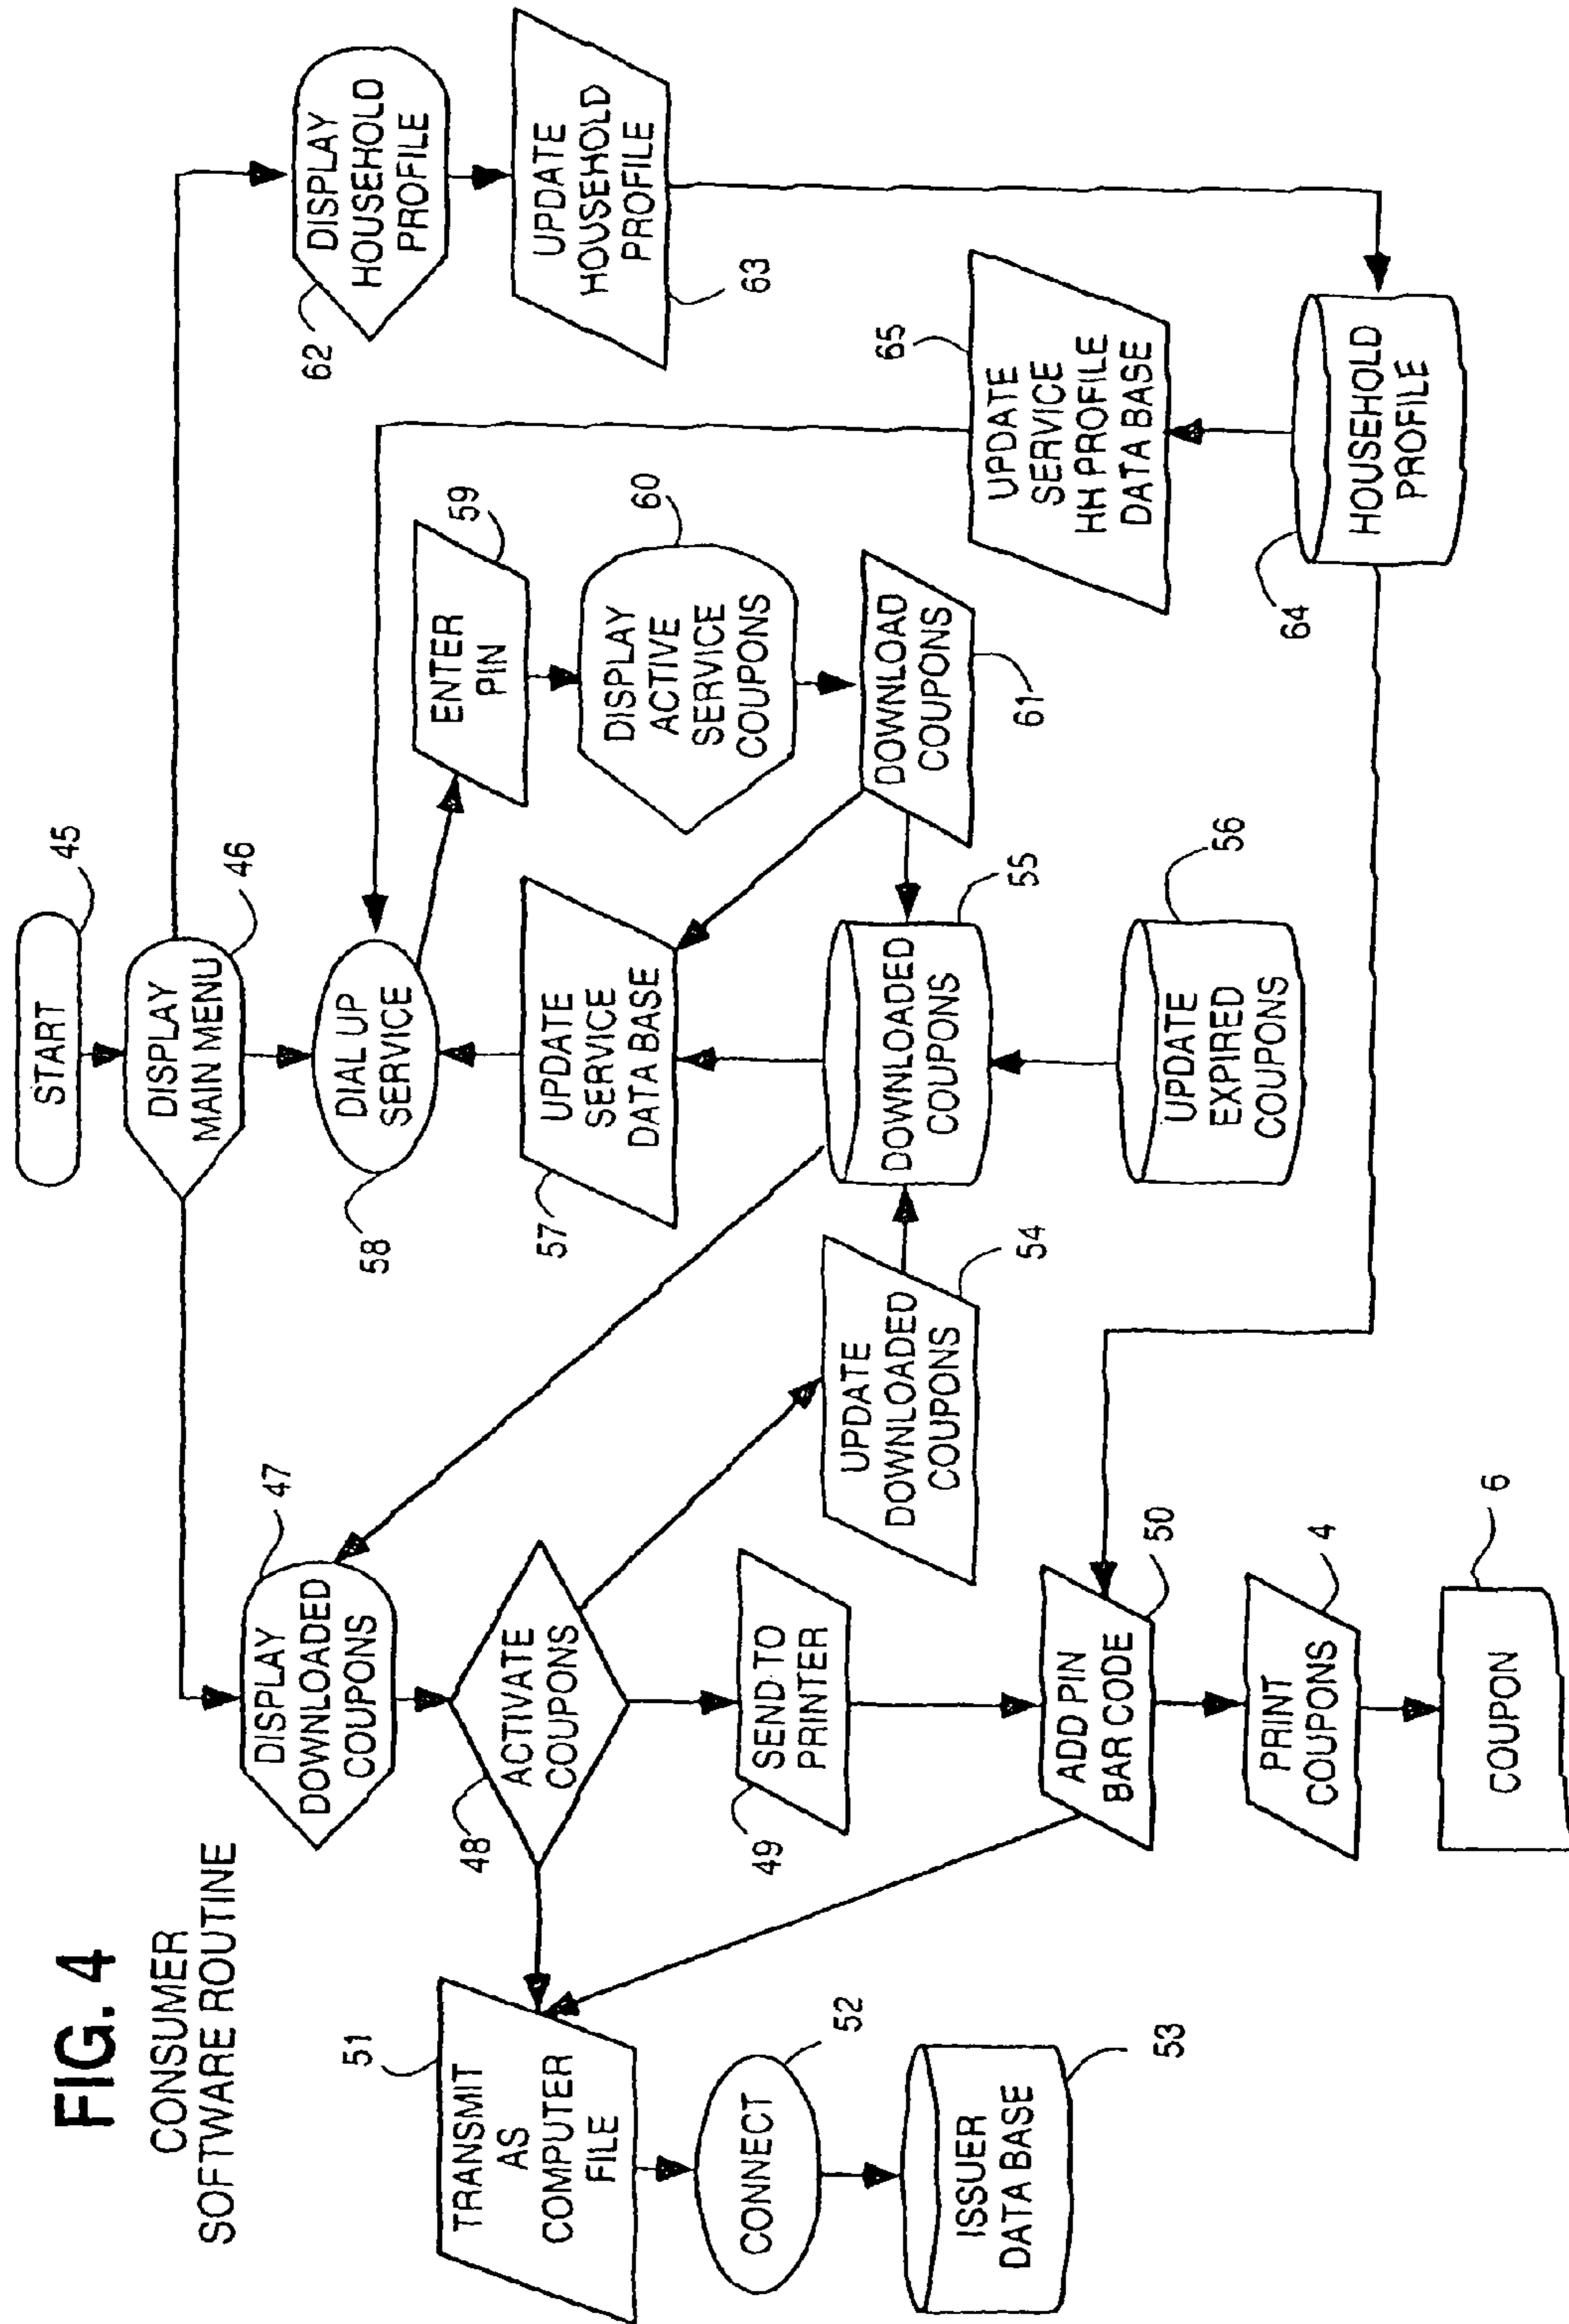 FIG. 4
CONSUMER
SOFTWARE ROUTINE
START
45
DISPLAY
MAIN MENU
46
DISPLAY
DOWNLOADED
COUPONS
47
DIAL UP
SERVICE
58
DISPLAY
HOUSEHOLD
PROFILE
62
ACTIVATE
COUPONS
48
TRANSMIT
AS
COMPUTER
FILE
51
UPDATE
SERVICE
DATA BASE
57
ENTER
PIN
59
UPDATE
HOUSEHOLD
PROFILE
63
DISPLAY
ACTIVE
SERVICE
COUPONS
60
CONNECT
52
SEND TO
PRINTER
49
UPDATE
DOWNLOADED
COUPONS
54
DOWNLOADED
COUPONS
55
DOWNLOAD
COUPONS
61
UPDATE
SERVICE
HH PROFILE
DATA BASE
65
ISSUER
DATA BASE
53
ADD PIN
BAR CODE
50
UPDATE
EXPIRED
COUPONS
56
HOUSEHOLD
PROFILE
64
PRINT
COUPONS
4
COUPON
6